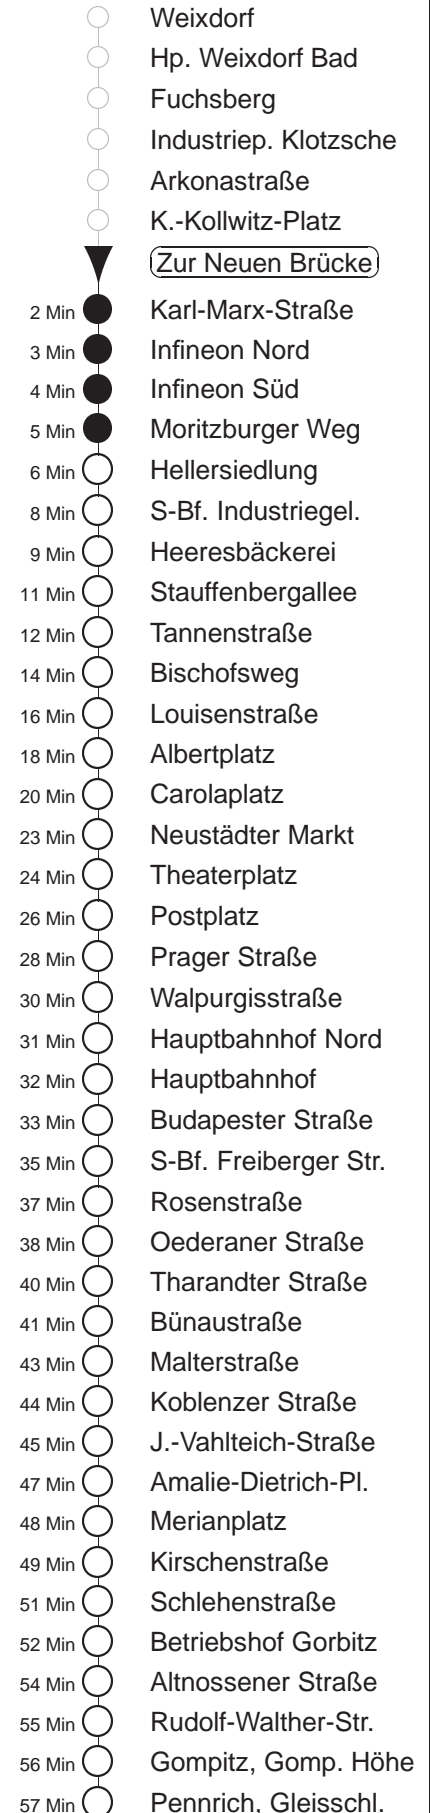 Weixdorf
Hp. Weixdorf Bad
Fuchsberg
Industriep. Klotzsche
Arkonastraße
K.-Kollwitz-Platz
Zur Neuen Brücke
2 Min Karl-Marx-Straße
3 Min Infineon Nord
4 Min Infineon Süd
5 Min Moritzburger Weg
6 Min Hellersiedlung
8 Min S-Bf. Industriegel.
9 Min Heeresbäckerei
11 Min Stauffenbergallee
12 Min Tannenstraße
14 Min Bischofsweg
16 Min Louisenstraße
18 Min Albertplatz
20 Min Carolaplatz
23 Min Neustädter Markt
24 Min Theaterplatz
26 Min Postplatz
28 Min Prager Straße
30 Min Walpurgisstraße
31 Min Hauptbahnhof Nord
32 Min Hauptbahnhof
33 Min Budapester Straße
35 Min S-Bf. Freiberger Str.
37 Min Rosenstraße
38 Min Oederaner Straße
40 Min Tharandter Straße
41 Min Bünaustraße
43 Min Malterstraße
44 Min Koblenzer Straße
45 Min J.-Vahlteich-Straße
47 Min Amalie-Dietrich-Pl.
48 Min Merianplatz
49 Min Kirschenstraße
51 Min Schlehenstraße
52 Min Betriebshof Gorbitz
54 Min Altnossener Straße
55 Min Rudolf-Walther-Str.
56 Min Gompitz, Gomp. Höhe
57 Min Pennrich, Gleisschl.